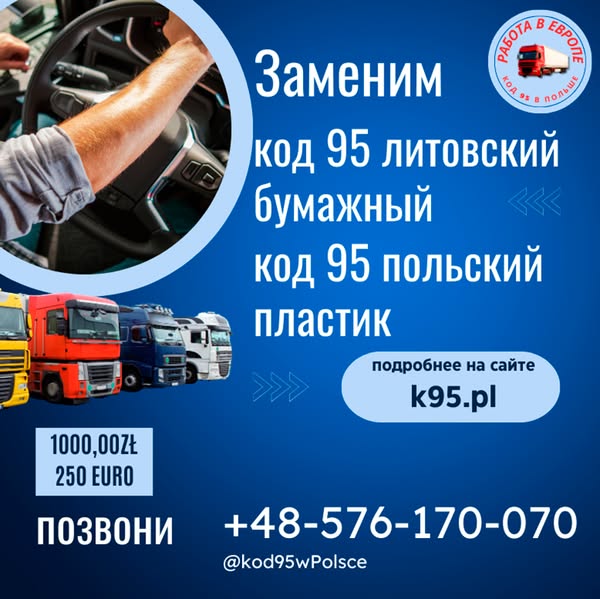 РАБОТА В ЕВРОПЕ
КОД 95 В ПОЛЬШЕ
Заменим
код 95 литовский
бумажный
код 95 польский
пластик
подробнее на сайте
k95.pl
1000,00ZŁ
250 EURO
позвони
+48-576-170-070
@kod95wPolsce